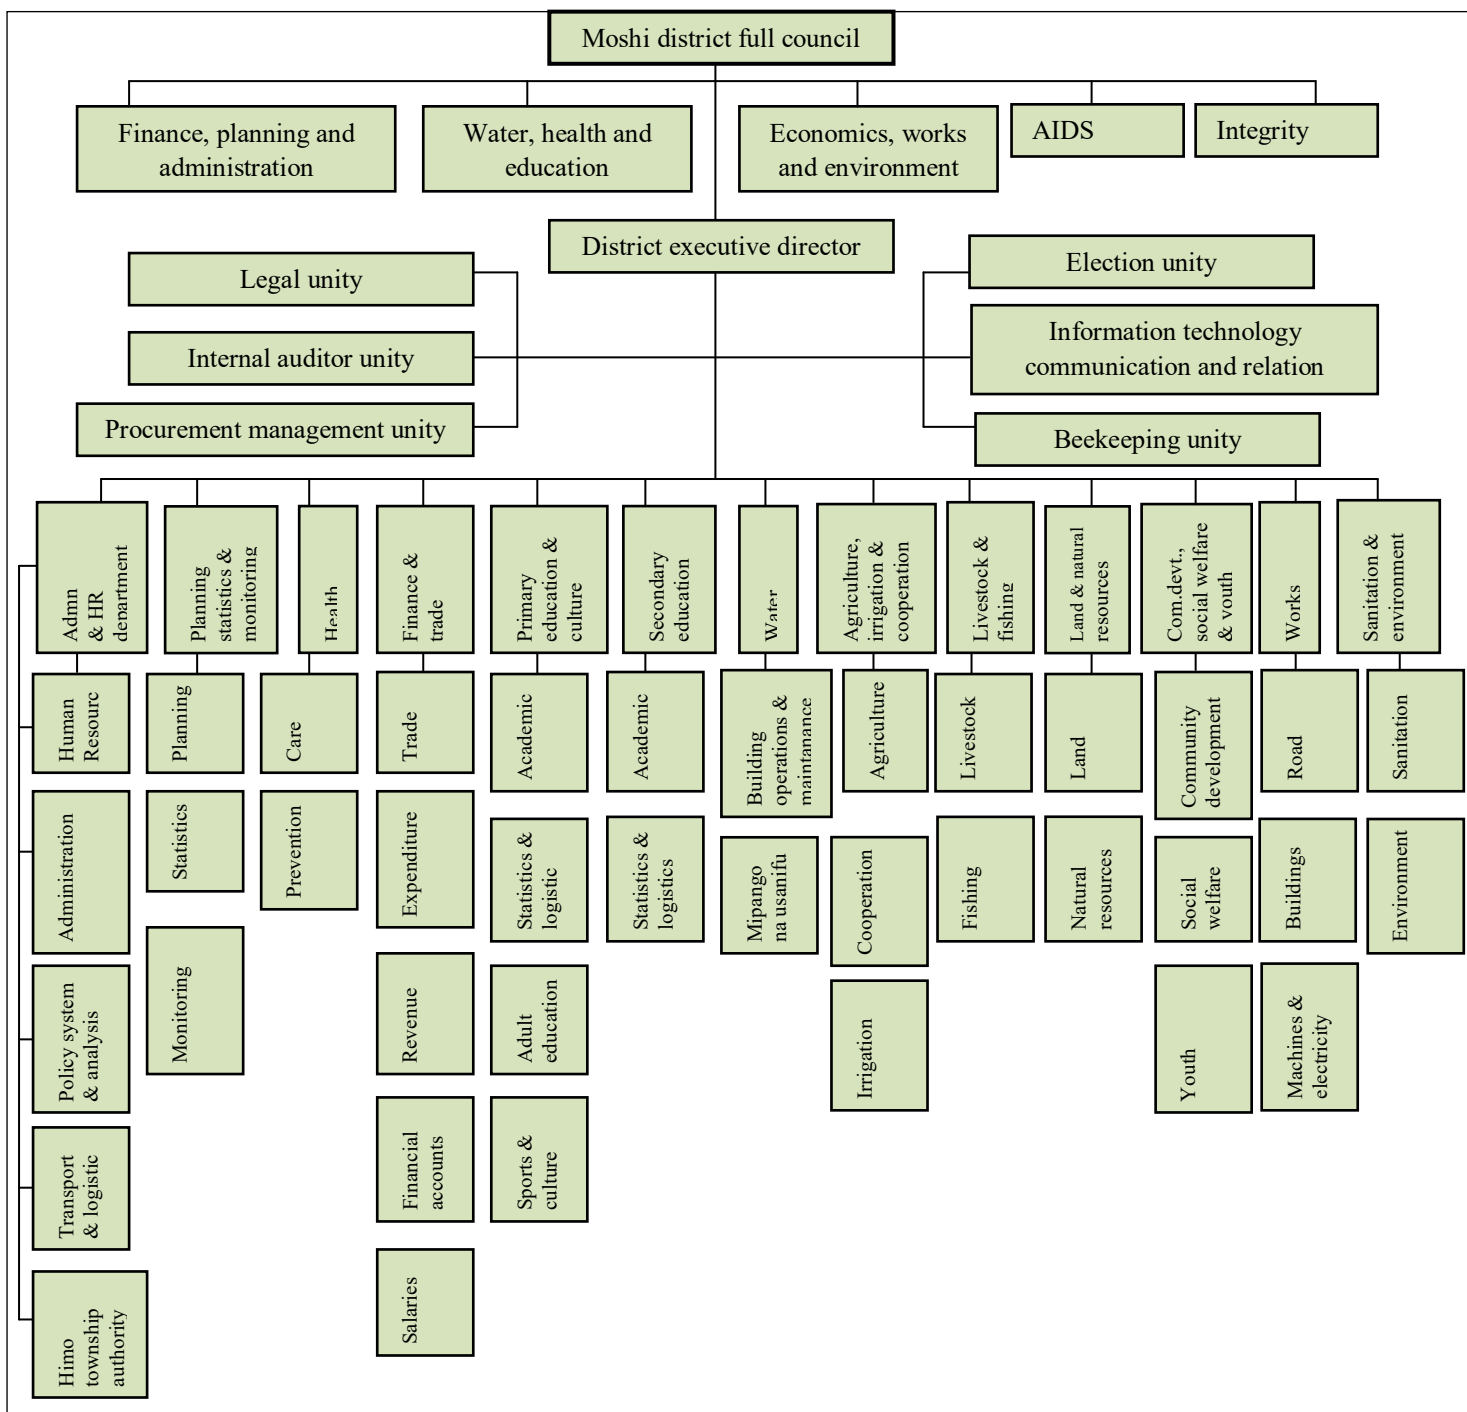 Moshi district full council
Finance, planning and
administration
Water, health and
education
Economics, works
and environment
AIDS
Integrity
District executive director
Legal unity
Election unity
Internal auditor unity
Information technology
communication and relation
Procurement management unity
Beekeeping unity
Admn
& HR
department
Planning
statistics &
monitoring
Health
Finance &
trade
Primary
education &
culture
Secondary
education
Water
Agriculture,
irrigation &
cooperation
Livestock &
fishing
Land & natural
resources
Com.devt.,
social welfare
& youth
Works
Sanitation &
environment
Human
Resourc
Planning
Care
Trade
Academic
Academic
Building
operations &
maintanance
Agriculture
Livestock
Land
Community
development
Road
Sanitation
Administration
Statistics
Prevention
Expenditure
Statistics &
logistic
Statistics &
logistics
Mipango
na usanifu
Cooperation
Fishing
Natural
resources
Social
welfare
Buildings
Environment
Policy system
& analysis
Monitoring
Revenue
Adult
education
Irrigation
Youth
Machines &
electricity
Transport
& logistic
Financial
accounts
Sports &
culture
Himo
township
authority
Salaries